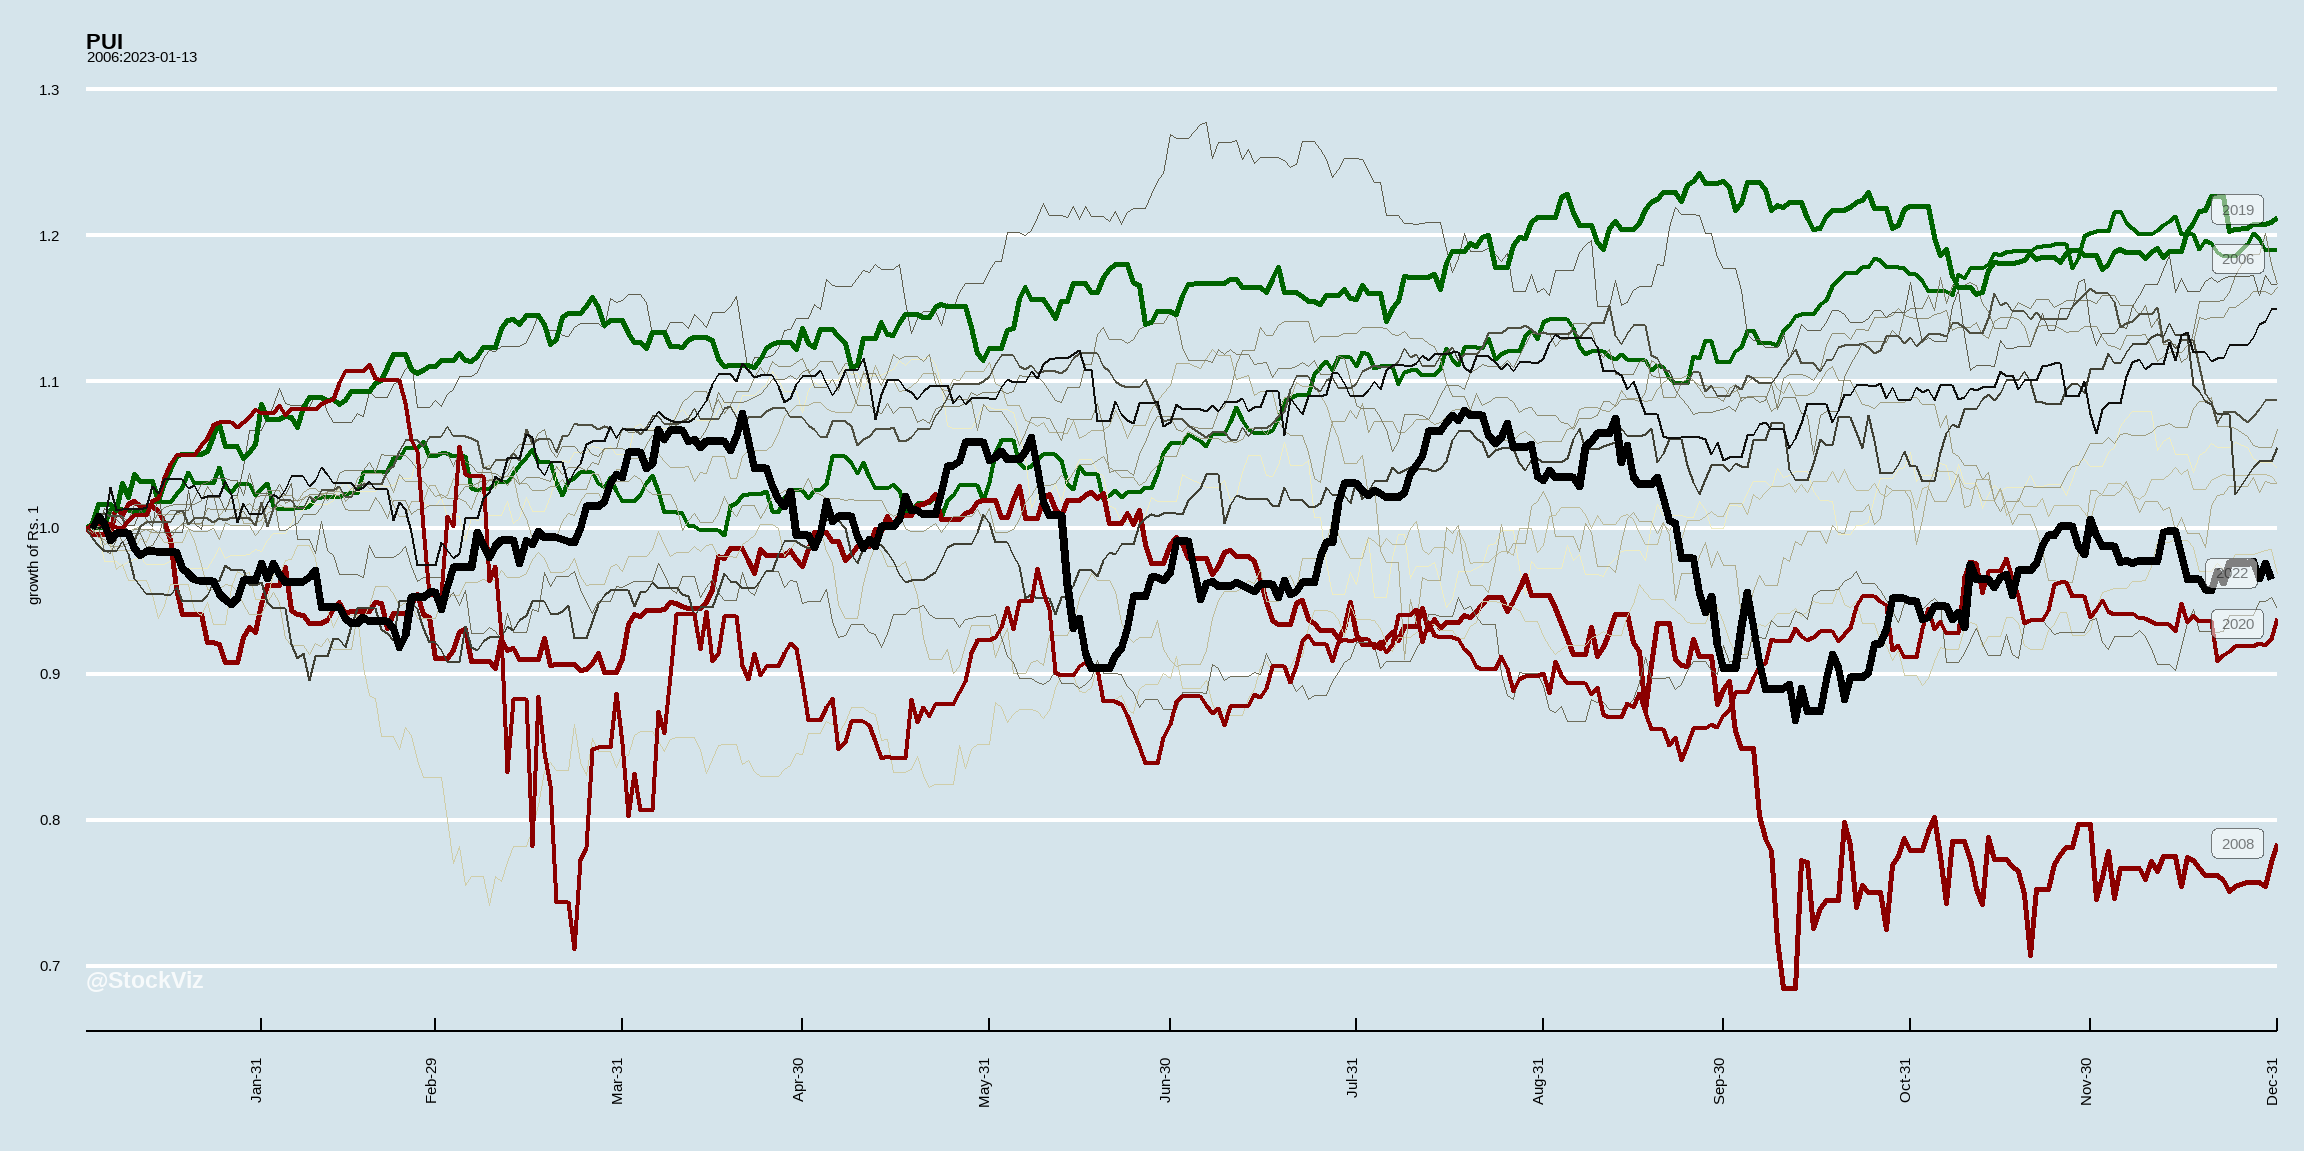 PUI
2006:2023-01-13
1.3
1.2
1.1
1.0
0.9
0.8
0.7
growth of Rs. 1
2019
2006
2022
2020
2008
@StockViz
Jan-31
Feb-29
Mar-31
Apr-30
May-31
Jun-30
Jul-31
Aug-31
Sep-30
Oct-31
Nov-30
Dec-31